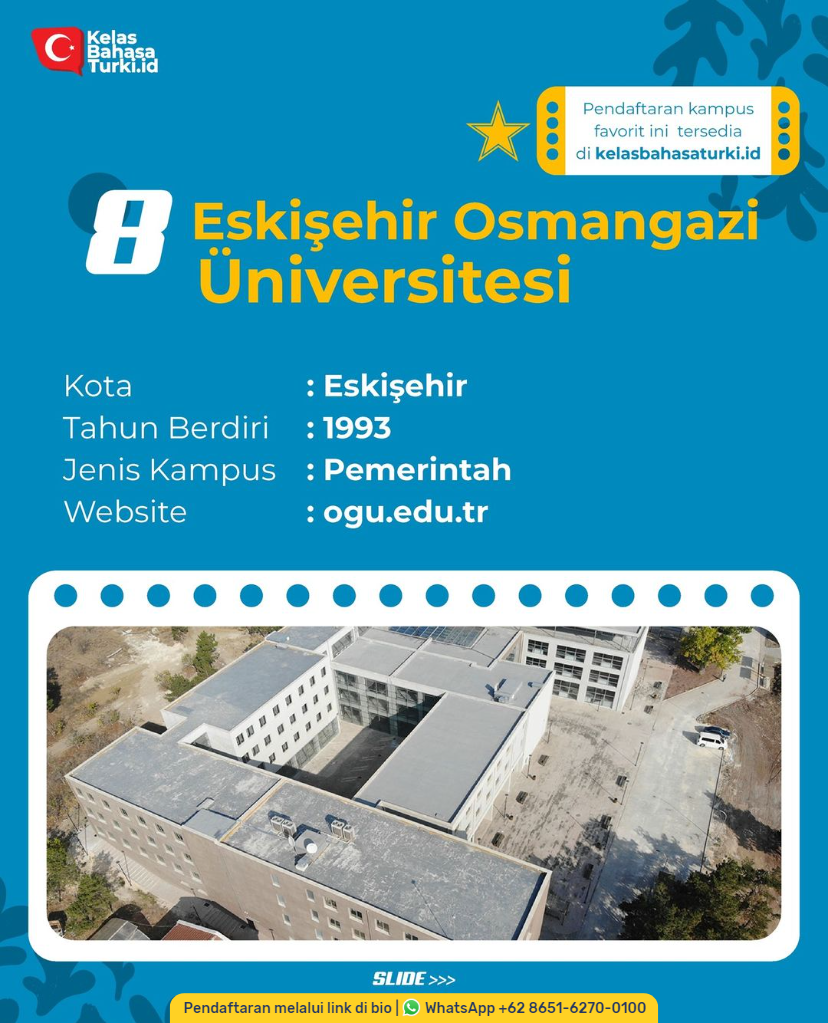 Kelas
Bahasa
Turki.id
Pendaftaran kampus
favorit ini tersedia
di kelasbahasaturki.id
8
Eskişehir Osmangazi
Üniversitesi
Kota : Eskişehir
Tahun Berdiri : 1993
Jenis Kampus : Pemerintah
Website : ogu.edu.tr
SLIDE >>>
Pendaftaran melalui link di bio | WhatsApp +62 8651-6270-0100